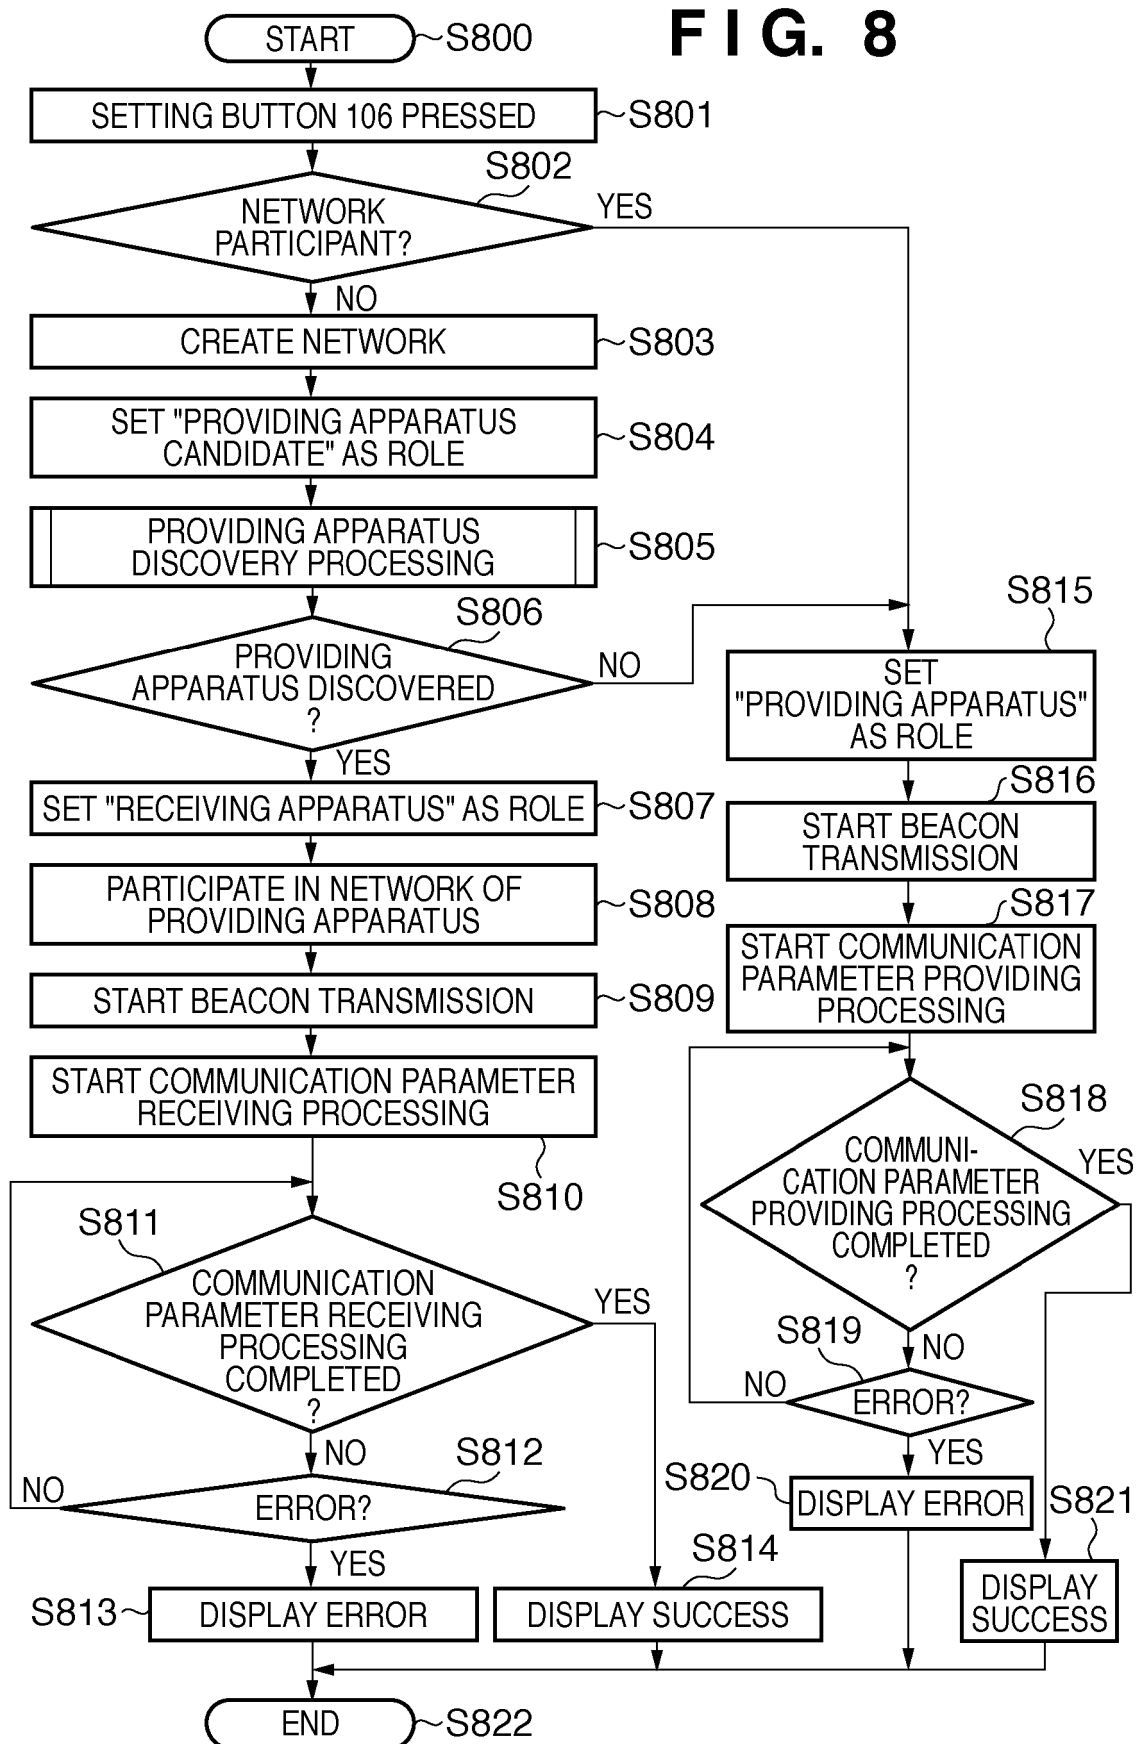 FIG. 8
START
S800
SETTING BUTTON 106 PRESSED
S801
S802
NETWORK
PARTICIPANT?
YES
NO
CREATE NETWORK
S803
SET "PROVIDING APPARATUS
CANDIDATE" AS ROLE
S804
PROVIDING APPARATUS
DISCOVERY PROCESSING
S805
S806
PROVIDING
APPARATUS DISCOVERED
?
NO
YES
SET "RECEIVING APPARATUS" AS ROLE
S807
PARTICIPATE IN NETWORK OF
PROVIDING APPARATUS
S808
START BEACON TRANSMISSION
S809
START COMMUNICATION PARAMETER
RECEIVING PROCESSING
S810
S811
COMMUNICATION
PARAMETER RECEIVING
PROCESSING
COMPLETED
?
YES
NO
S812
ERROR?
NO
YES
S813
DISPLAY ERROR
S814
DISPLAY SUCCESS
S815
SET
"PROVIDING APPARATUS"
AS ROLE
S816
START BEACON
TRANSMISSION
S817
START COMMUNICATION
PARAMETER PROVIDING
PROCESSING
S818
COMMUNI-
CATION PARAMETER
PROVIDING PROCESSING
COMPLETED
?
YES
NO
S819
ERROR?
NO
YES
S820
DISPLAY ERROR
S821
DISPLAY
SUCCESS
END
S822